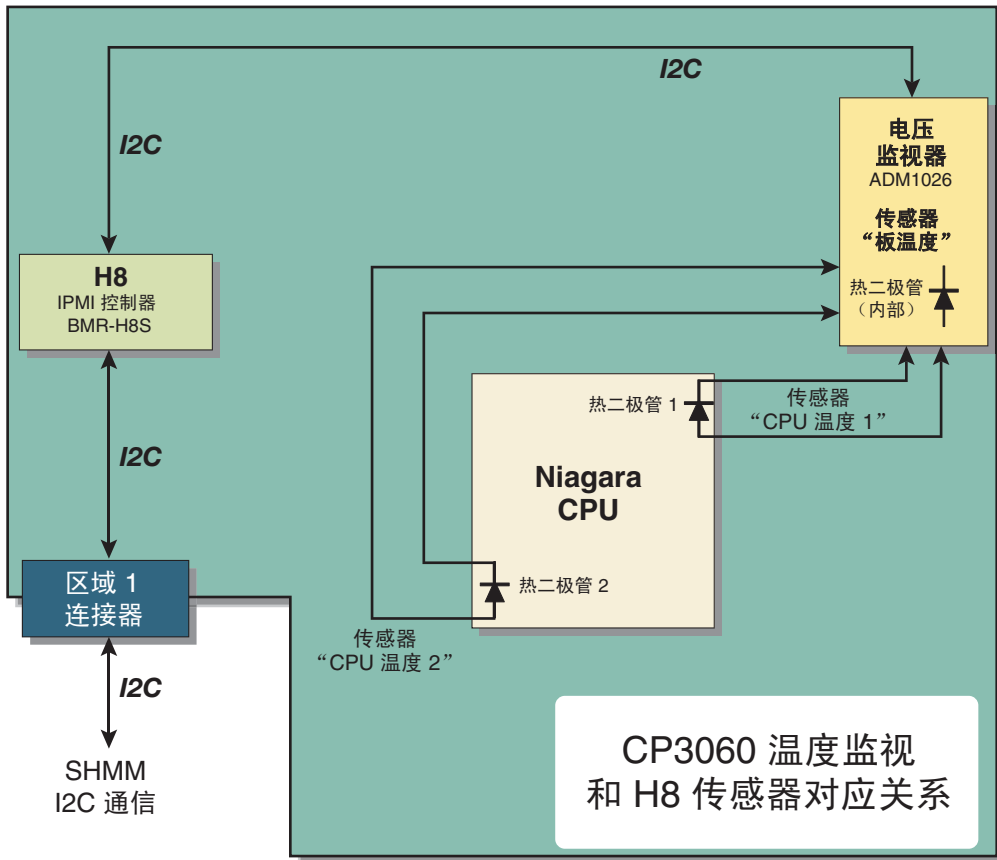 I2C
I2C
电压
监视器
ADM1026
传感器
“板温度”
热二极管
（内部）
H8
IPMI 控制器
BMR-H8S
热二极管 1
传感器
“CPU 温度 1”
I2C
Niagara
CPU
热二极管 2
区域 1
连接器
传感器
“CPU 温度 2”
I2C
SHMM
I2C 通信
CP3060 温度监视
和 H8 传感器对应关系